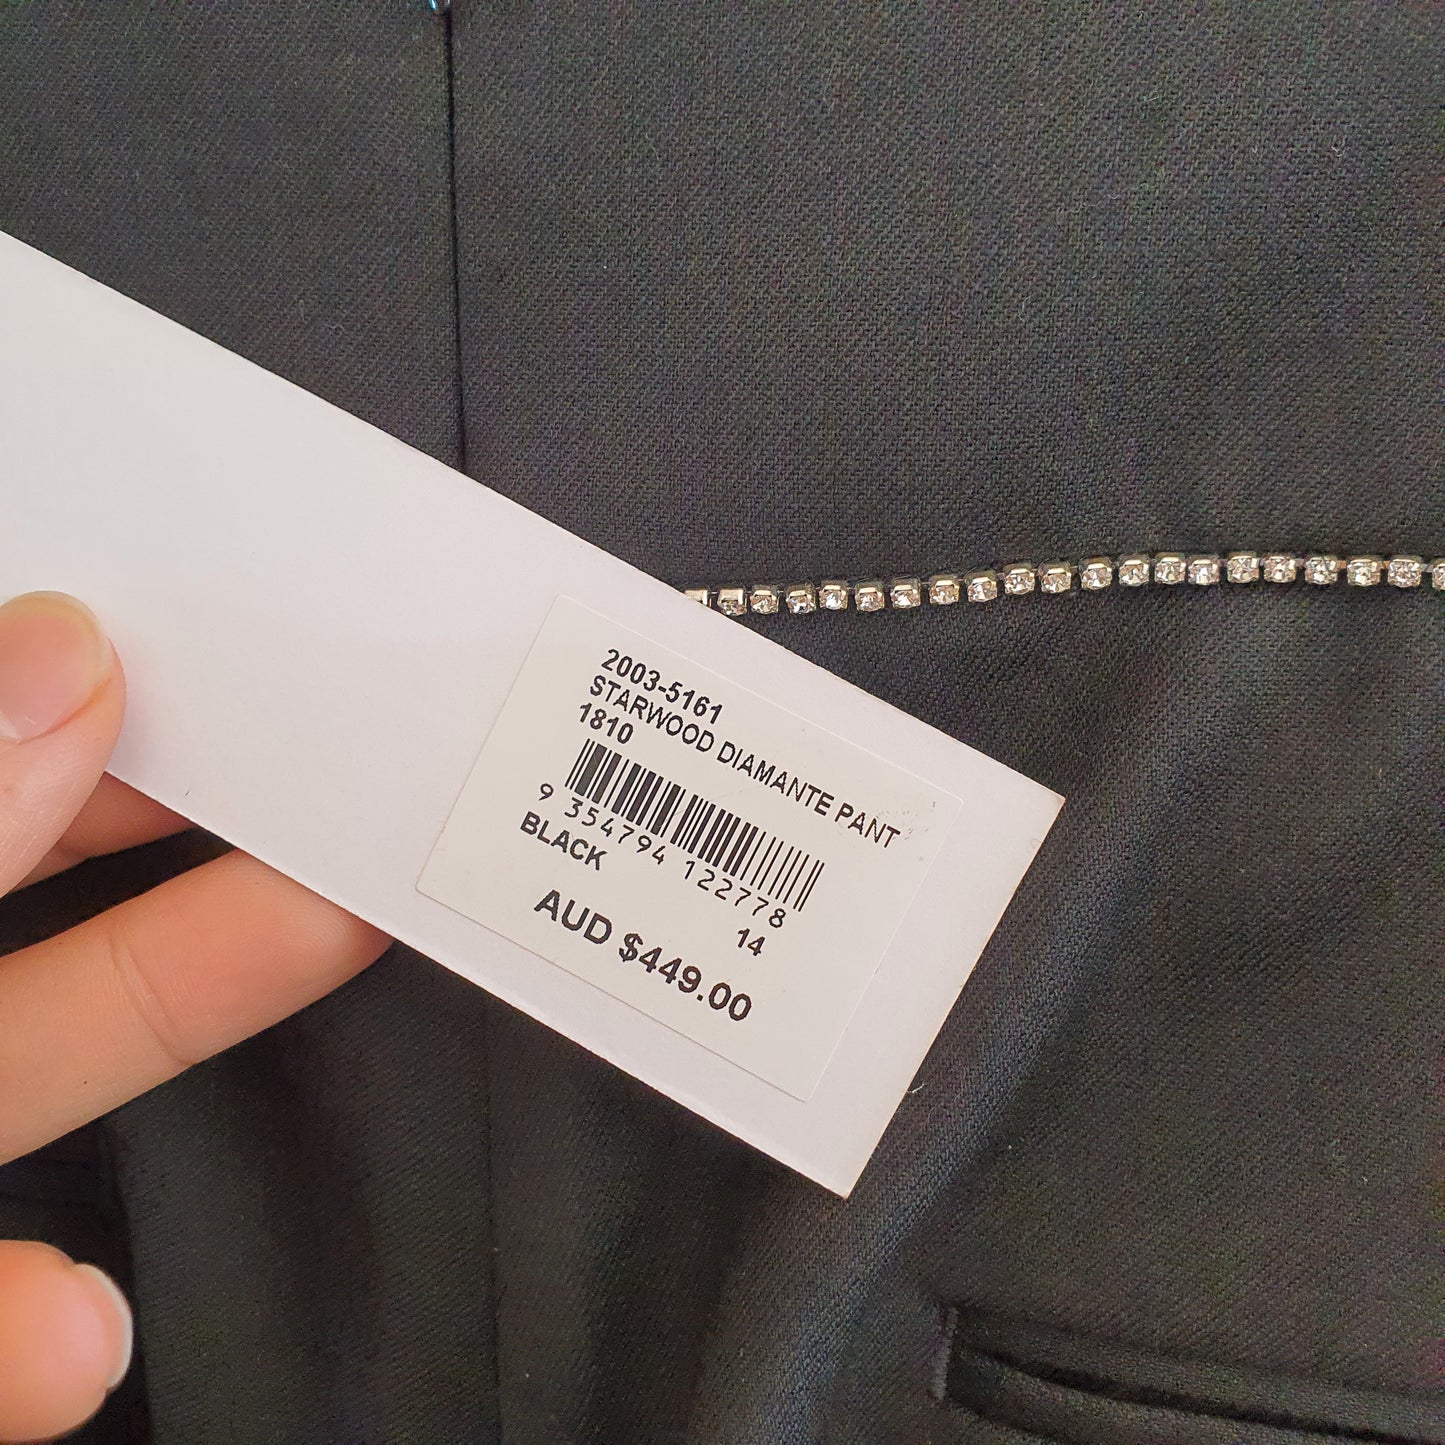 2003-5161
STARWOOD DIAMANTE PANT
1810
9 354794 122778
BLACK 14
AUD $449.00